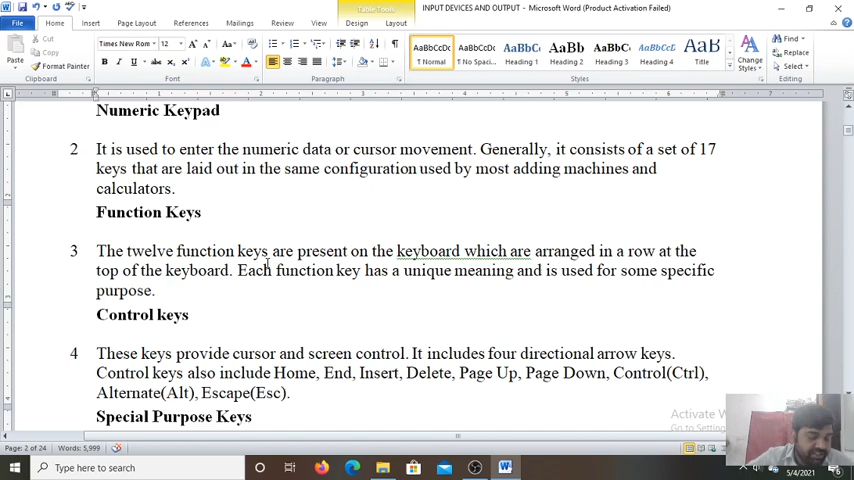 INPUT DEVICES AND OUTPUT - Microsoft Word (Product Activation Failed)
Table Tools
File Home Insert Page Layout References Mailings Review View Design Layout
Cut
Copy
Format Painter
Paste
Times New Rom 12
AaBbCcDc AaBbCcDc AaBbC AaBb AaBbC AaBbCc AaB
¶ Normal ¶ No Spaci... Heading 1 Heading 2 Heading 3 Heading 4 Title
Change Styles
Find
Replace
Select
Clipboard Font Paragraph Styles Editing
Numeric Keypad
2 It is used to enter the numeric data or cursor movement. Generally, it consists of a set of 17
keys that are laid out in the same configuration used by most adding machines and
calculators.
Function Keys
3 The twelve function keys are present on the keyboard which are arranged in a row at the
top of the keyboard. Each function key has a unique meaning and is used for some specific
purpose.
Control keys
4 These keys provide cursor and screen control. It includes four directional arrow keys.
Control keys also include Home, End, Insert, Delete, Page Up, Page Down, Control(Ctrl),
Alternate(Alt), Escape(Esc).
Special Purpose Keys
Activate W
Go to Setting
Page: 2 of 24 Words: 5,999
Type here to search
5/4/2021